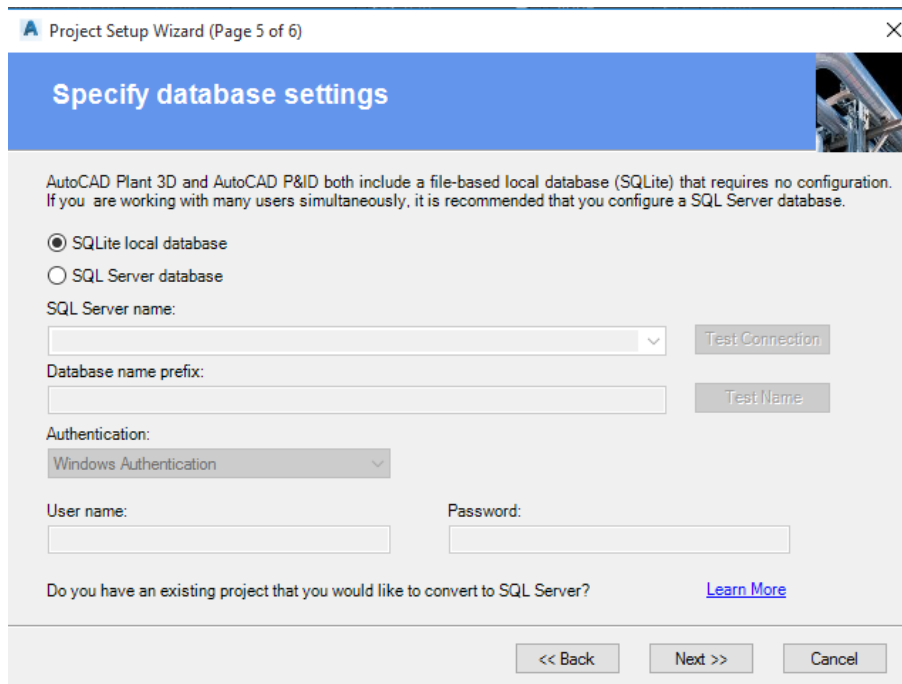 Project Setup Wizard (Page 5 of 6)
Specify database settings
AutoCAD Plant 3D and AutoCAD P&ID both include a file-based local database (SQLite) that requires no configuration.
If you are working with many users simultaneously, it is recommended that you configure a SQL Server database.
SQLite local database
SQL Server database
SQL Server name:
Test Connection
Database name prefix:
Test Name
Authentication:
Windows Authentication
User name:
Password:
Do you have an existing project that you would like to convert to SQL Server? Learn More
<< Back Next >> Cancel